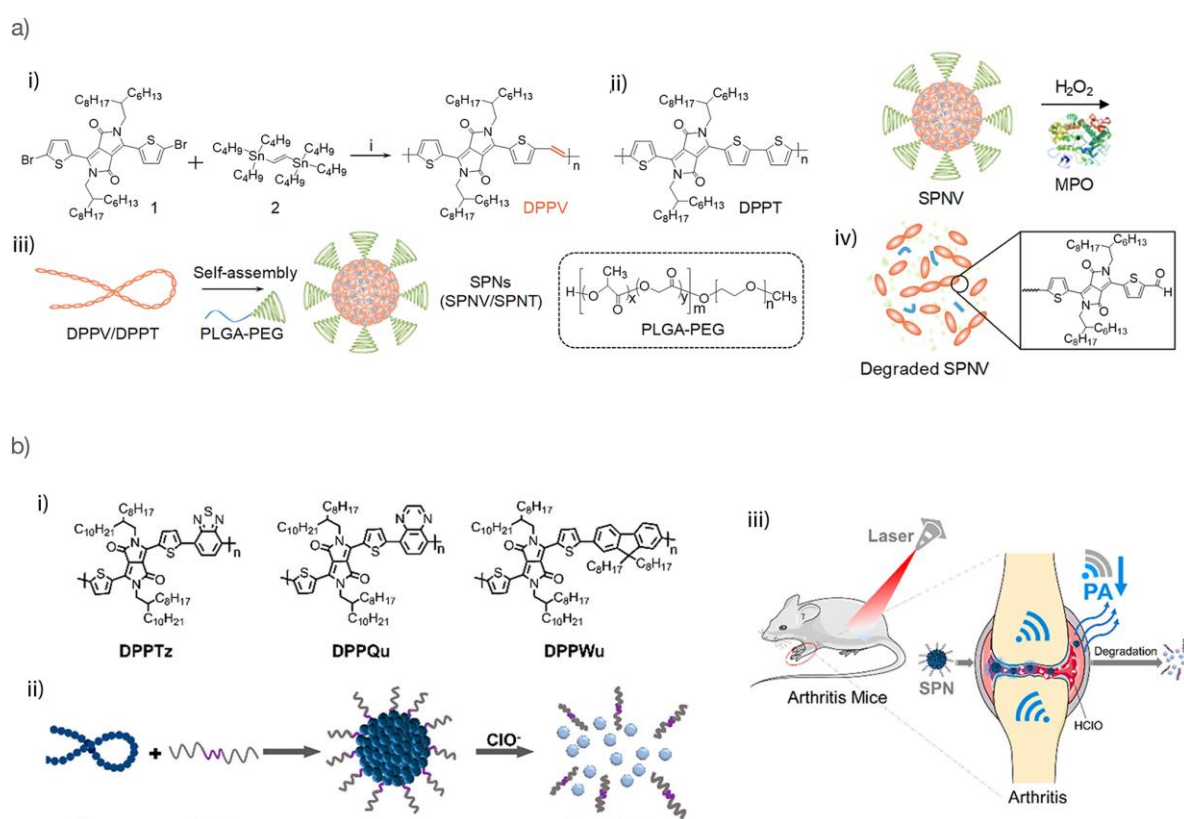 a)
i)
C8H17 C6H13
O
N
S
Br
Br
S
N
O
C8H17 C6H13
1
+
C4H9
C4H9 Sn C4H9
C4H9 Sn C4H9
C4H9
2
i
C8H17 C6H13
O
N
S
n
S
N
O
C8H17 C6H13
DPPV
ii)
C8H17 C6H13
O
N
S
S
S
n
N
O
C8H17 C6H13
DPPT
SPNV
H2O2
MPO
iii)
DPPV/DPPT
Self-assembly
PLGA-PEG
SPNs
(SPNV/SPNT)
CH3
H O x O y m O O n CH3
O O
PLGA-PEG
iv)
Degraded SPNV
C8H17 C6H13
O
N
S
S
O
H
N
O
C8H17 C6H13
b)
i)
C8H17
C10H21
N S N
O
N
S
n
S
N
O
C8H17
C10H21
DPPTz
C8H17
C10H21
N N
O
N
S
n
S
N
O
C8H17
C10H21
DPPQu
C8H17
C10H21
O
N
S
n
C8H17 C8H17
S
N
O
C8H17
C10H21
DPPWu
ii)
+
ClO-
iii)
Laser
PA
Arthritis Mice
SPN
Degradation
HClO
Arthritis